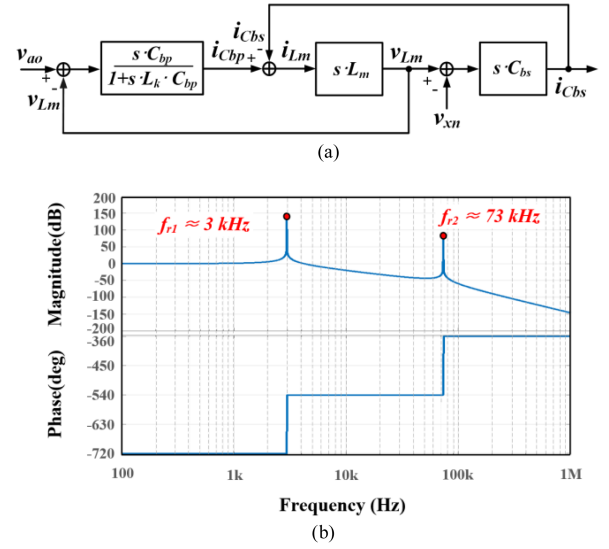 i_Cbs
v_ao + - v_Lm
s·C_bp
1+s·L_k·C_bp
i_Cbp + - i_Lm
s·L_m
v_Lm + -
v_xn
s·C_bs
i_Cbs
(a)
f_r1 ≈ 3 kHz
f_r2 ≈ 73 kHz
Magnitude(dB)
200
150
100
50
0
-50
-100
-150
-200
Phase(deg)
-360
-450
-540
-630
-720
100 1k 10k 100k 1M
Frequency (Hz)
(b)